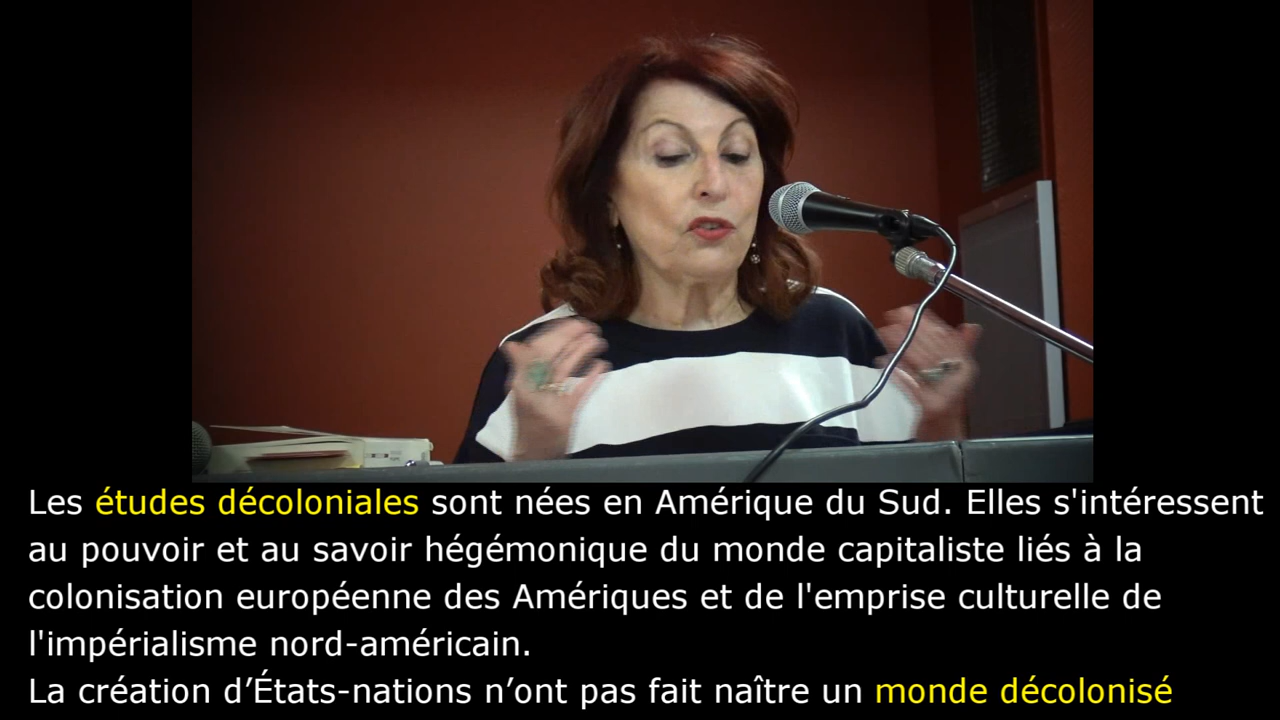 Les études décoloniales sont nées en Amérique du Sud. Elles s'intéressent
au pouvoir et au savoir hégémonique du monde capitaliste liés à la
colonisation européenne des Amériques et de l'emprise culturelle de
l'impérialisme nord-américain.
La création d’États-nations n’ont pas fait naître un monde décolonisé